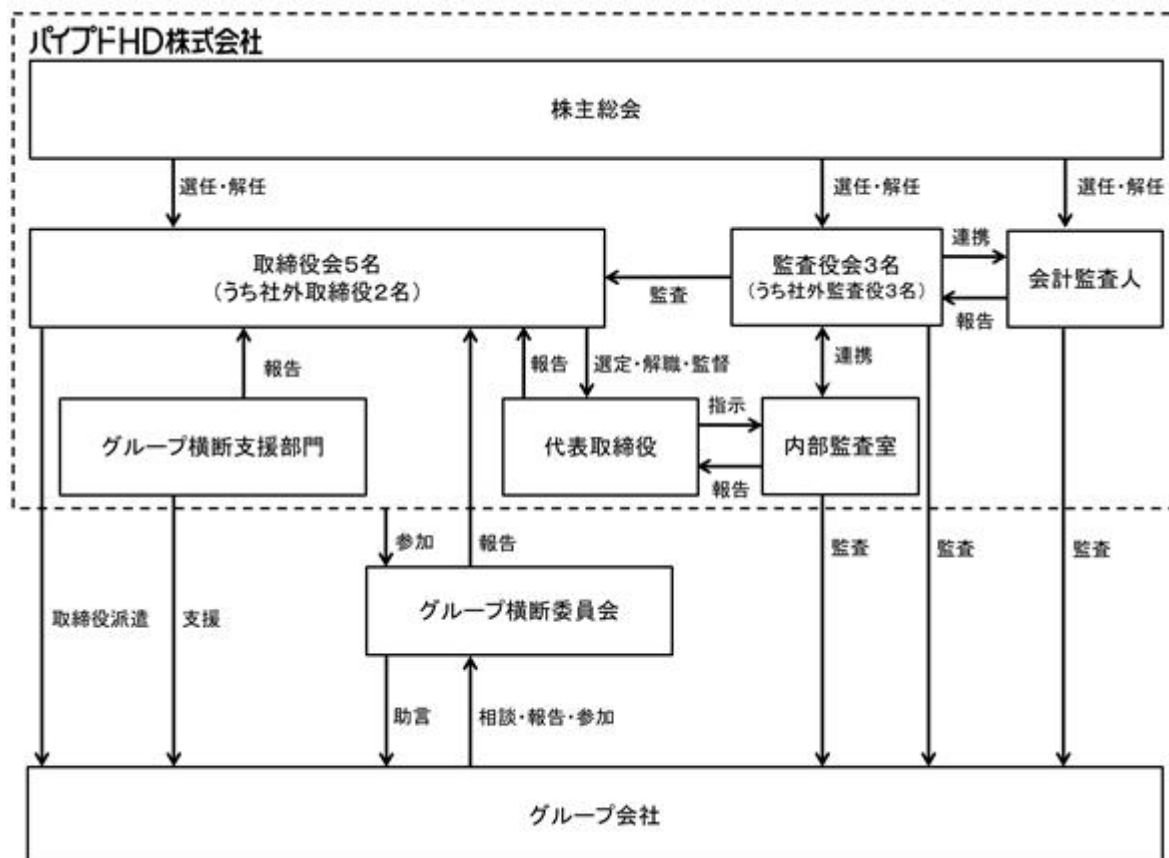 パイプドHD株式会社
株主総会
選任・解任
選任・解任
選任・解任
取締役会5名
(うち社外取締役2名)
監査
監査役会3名
(うち社外監査役3名)
連携
報告
会計監査人
報告
報告
選定・解職・監督
連携
グループ横断支援部門
代表取締役
指示
報告
内部監査室
参加
報告
監査
監査
監査
グループ横断委員会
取締役派遣
支援
助言
相談・報告・参加
グループ会社